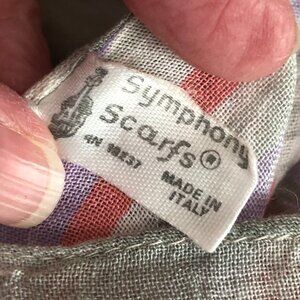 Symphony
Scarfs ®
RN 18237
MADE IN
ITALY